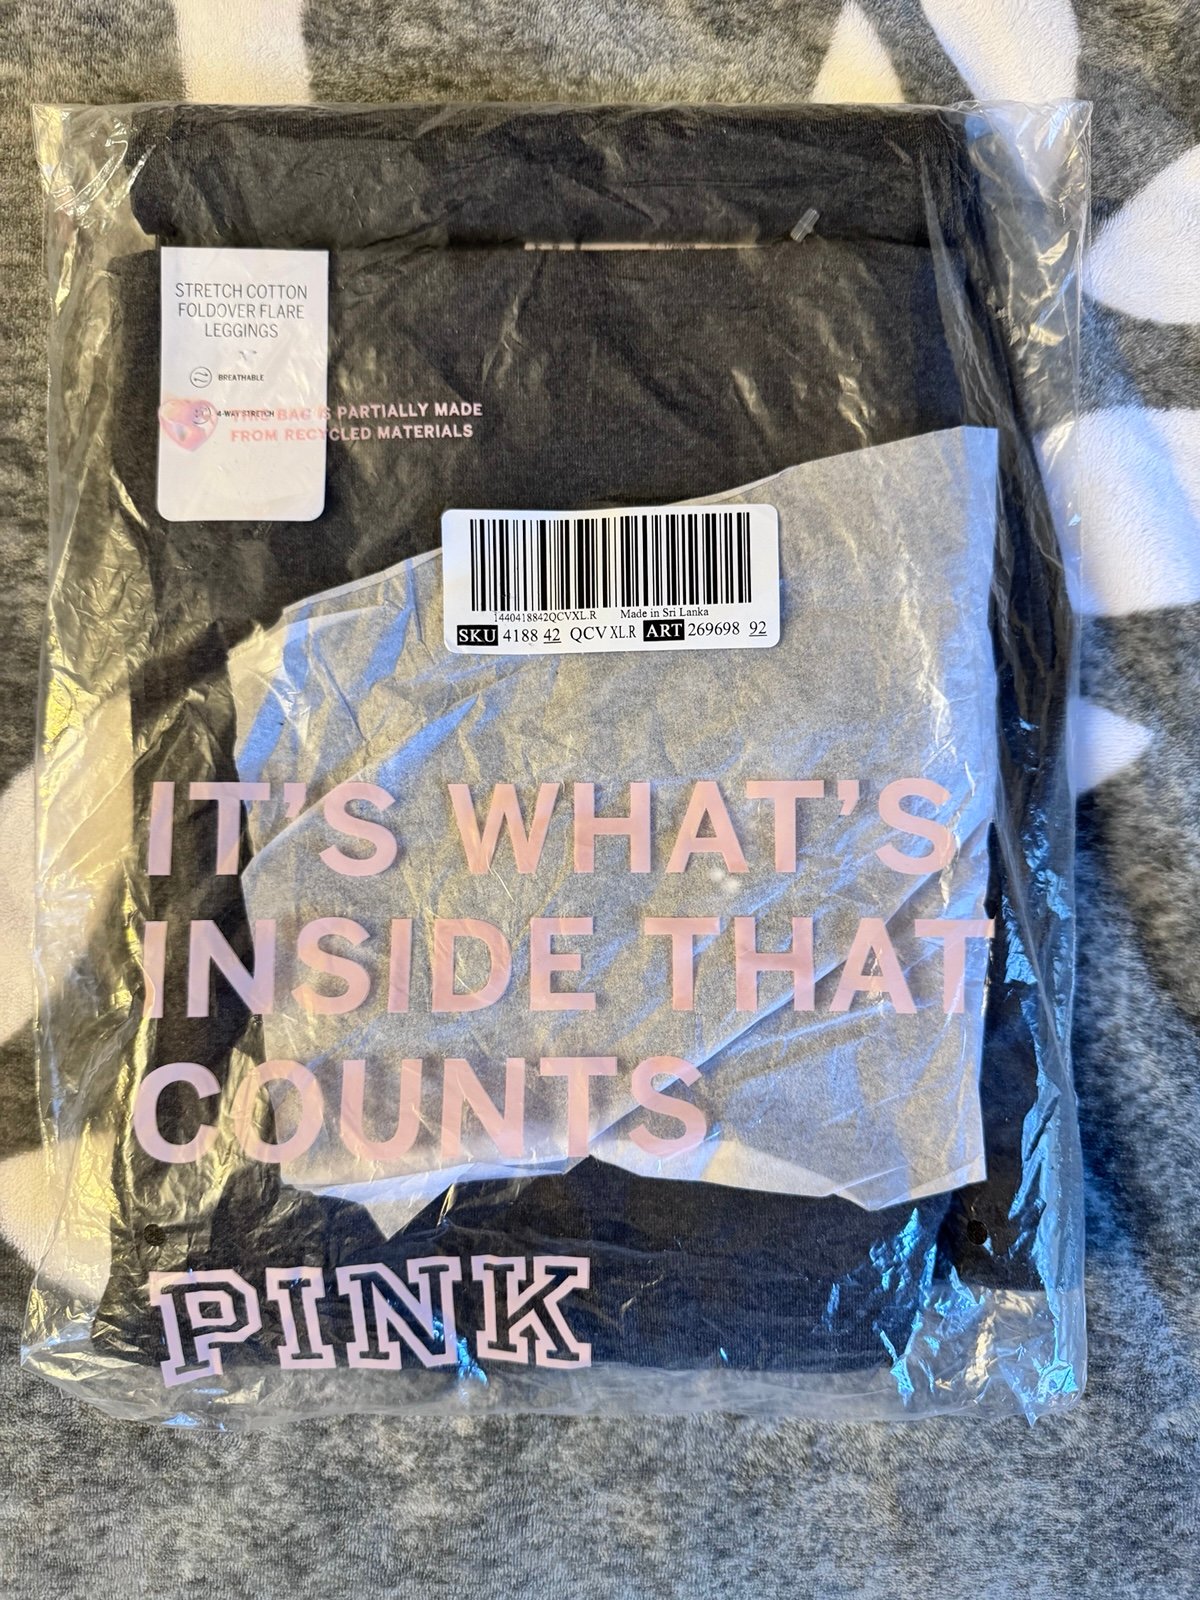 STRETCH COTTON
FOLDOVER FLARE
LEGGINGS
BREATHABLE
4-WAY STRETCH
THIS BAG IS PARTIALLY MADE
FROM RECYCLED MATERIALS
1440418842QCVXL.R Made in Sri Lanka
SKU 4188 42 QCV XL.R ART 269698 92
IT'S WHAT'S
INSIDE THAT
COUNTS
PINK